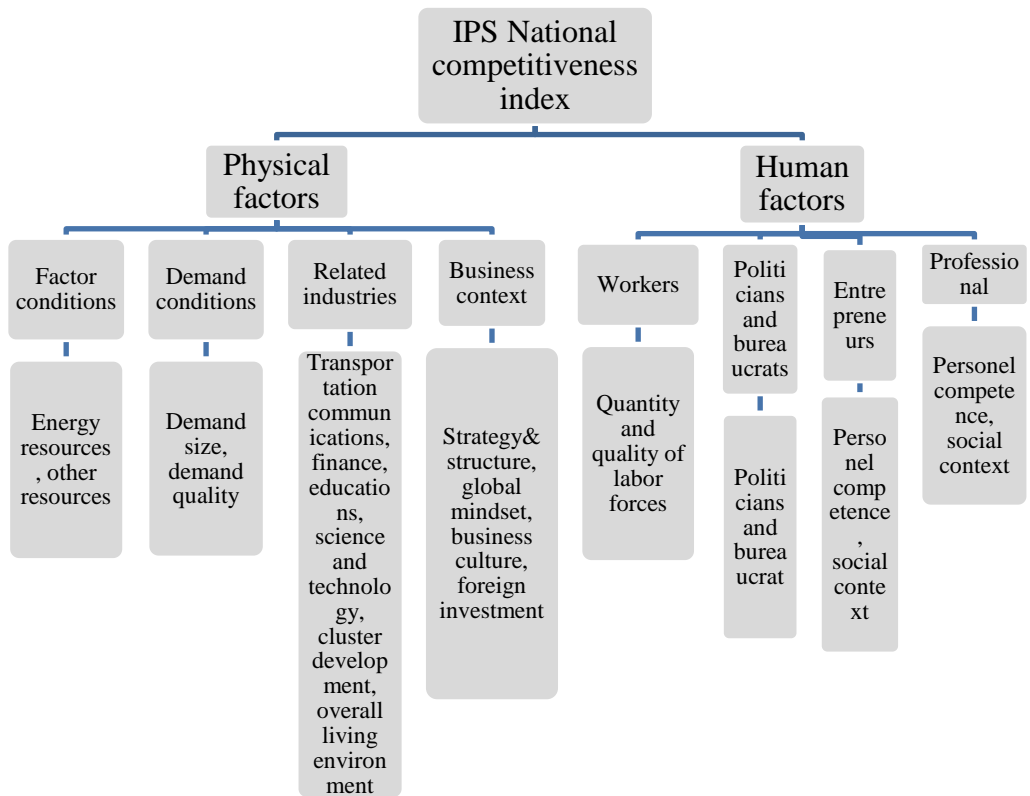 IPS National
competitiveness
index
Physical
factors
Human
factors
Factor
conditions
Demand
conditions
Related
industries
Business
context
Workers
Politi
cians
and
burea
ucrats
Entre
prene
urs
Professio
nal
Energy
resources
, other
resources
Demand
size,
demand
quality
Transpor
tation
commun
ications,
finance,
educatio
ns,
science
and
technolo
gy,
cluster
develop
ment,
overall
living
environ
ment
Strategy&
structure,
global
mindset,
business
culture,
foreign
investment
Quantity
and
quality of
labor
forces
Politi
cians
and
burea
ucrat
Perso
nel
comp
etence
,
social
conte
xt
Personel
compete
nce,
social
context